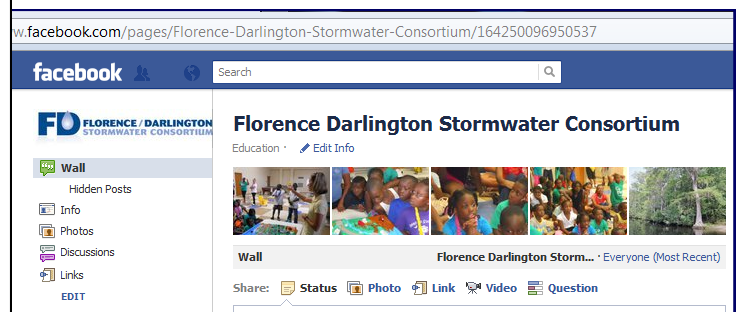 w.facebook.com/pages/Florence-Darlington-Stormwater-Consortium/164250096950537
facebook
Search
FD FLORENCE/DARLINGTON
STORMWATER CONSORTIUM
Florence Darlington Stormwater Consortium
Education · Edit Info
Wall
Hidden Posts
Info
Photos
Discussions
Links
EDIT
Wall Florence Darlington Storm... · Everyone (Most Recent)
Share: Status Photo Link Video Question